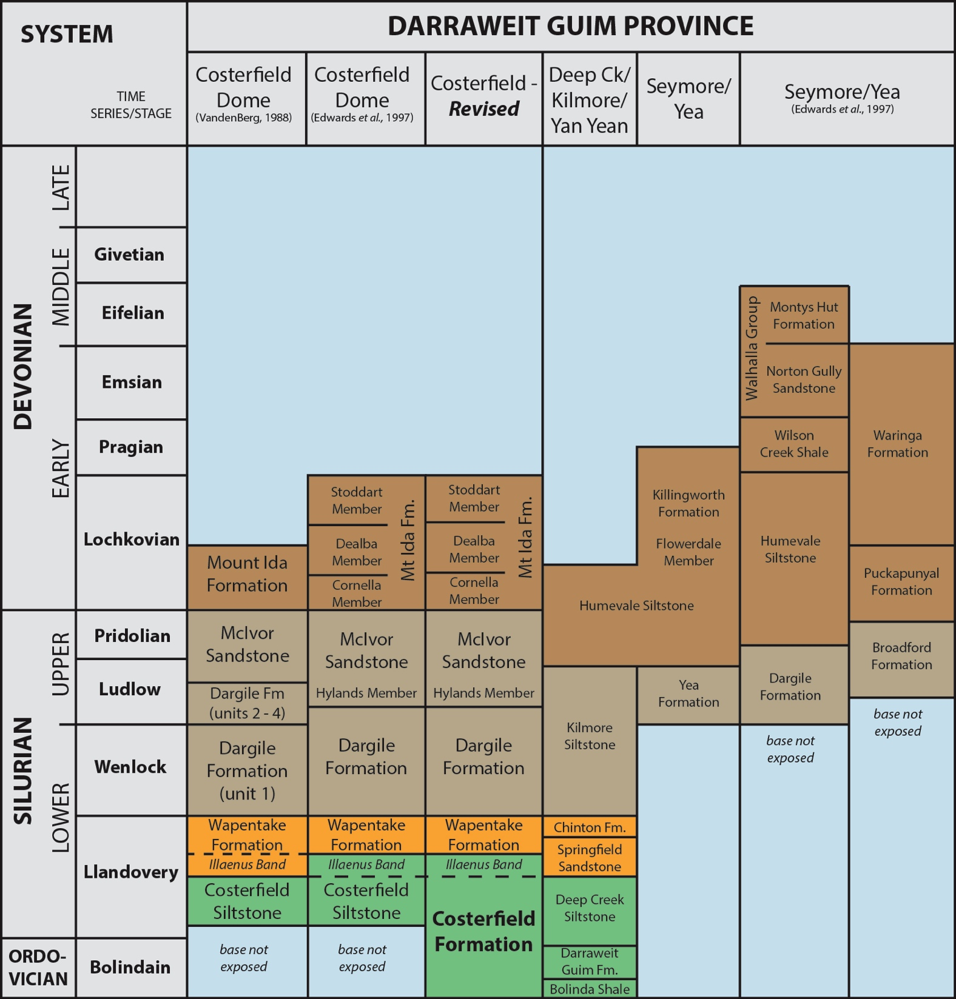 SYSTEM
TIME
SERIES/STAGE
DARRAWEIT GUIM PROVINCE
Costerfield
Dome
(VandenBerg, 1988)
Costerfield
Dome
(Edwards et al., 1997)
Costerfield -
Revised
Deep Ck/
Kilmore/
Yan Yean
Seymore/
Yea
Seymore/Yea
(Edwards et al., 1997)
DEVONIAN
LATE
MIDDLE
EARLY
Givetian
Eifelian
Emsian
Pragian
Lochkovian
SILURIAN
UPPER
LOWER
Pridolian
Ludlow
Wenlock
Llandovery
ORDO-
VICIAN
Bolindain
Mount Ida
Formation
McIvor
Sandstone
Dargile Fm
(units 2 - 4)
Dargile
Formation
(unit 1)
Wapentake
Formation
Illaenus Band
Costerfield
Siltstone
base not
exposed
Stoddart
Member
Dealba
Member
Cornella
Member
Mt Ida Fm.
McIvor
Sandstone
Hylands Member
Dargile
Formation
Wapentake
Formation
Illaenus Band
Costerfield
Siltstone
base not
exposed
Stoddart
Member
Dealba
Member
Cornella
Member
Mt Ida Fm.
McIvor
Sandstone
Hylands Member
Dargile
Formation
Wapentake
Formation
Illaenus Band
Costerfield
Formation
Humevale Siltstone
Kilmore
Siltstone
Chinton Fm.
Springfield
Sandstone
Deep Creek
Siltstone
Darraweit
Guim Fm.
Bolinda Shale
Killingworth
Formation
Flowerdale
Member
Yea
Formation
Walhalla Group
Montys Hut
Formation
Norton Gully
Sandstone
Wilson
Creek Shale
Humevale
Siltstone
Dargile
Formation
base not
exposed
Waringa
Formation
Puckapunyal
Formation
Broadford
Formation
base not
exposed